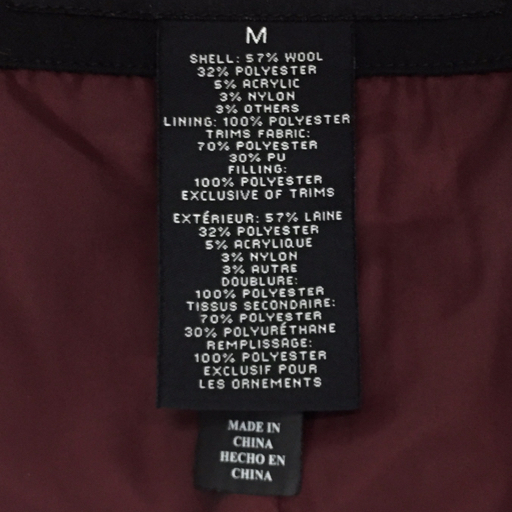 M
SHELL: 57% WOOL
32% POLYESTER
5% ACRYLIC
3% NYLON
3% OTHERS
LINING: 100% POLYESTER
TRIMS FABRIC:
70% POLYESTER
30% PU
FILLING:
100% POLYESTER
EXCLUSIVE OF TRIMS
EXTÉRIEUR: 57% LAINE
32% POLYESTER
5% ACRYLIQUE
3% NYLON
3% AUTRE
DOUBLURE:
100% POLYESTER
TISSUS SECONDAIRE:
70% POLYESTER
30% POLYURÉTHANE
REMPLISSAGE:
100% POLYESTER
EXCLUSIF POUR
LES ORNEMENTS
MADE IN
CHINA
HECHO EN
CHINA